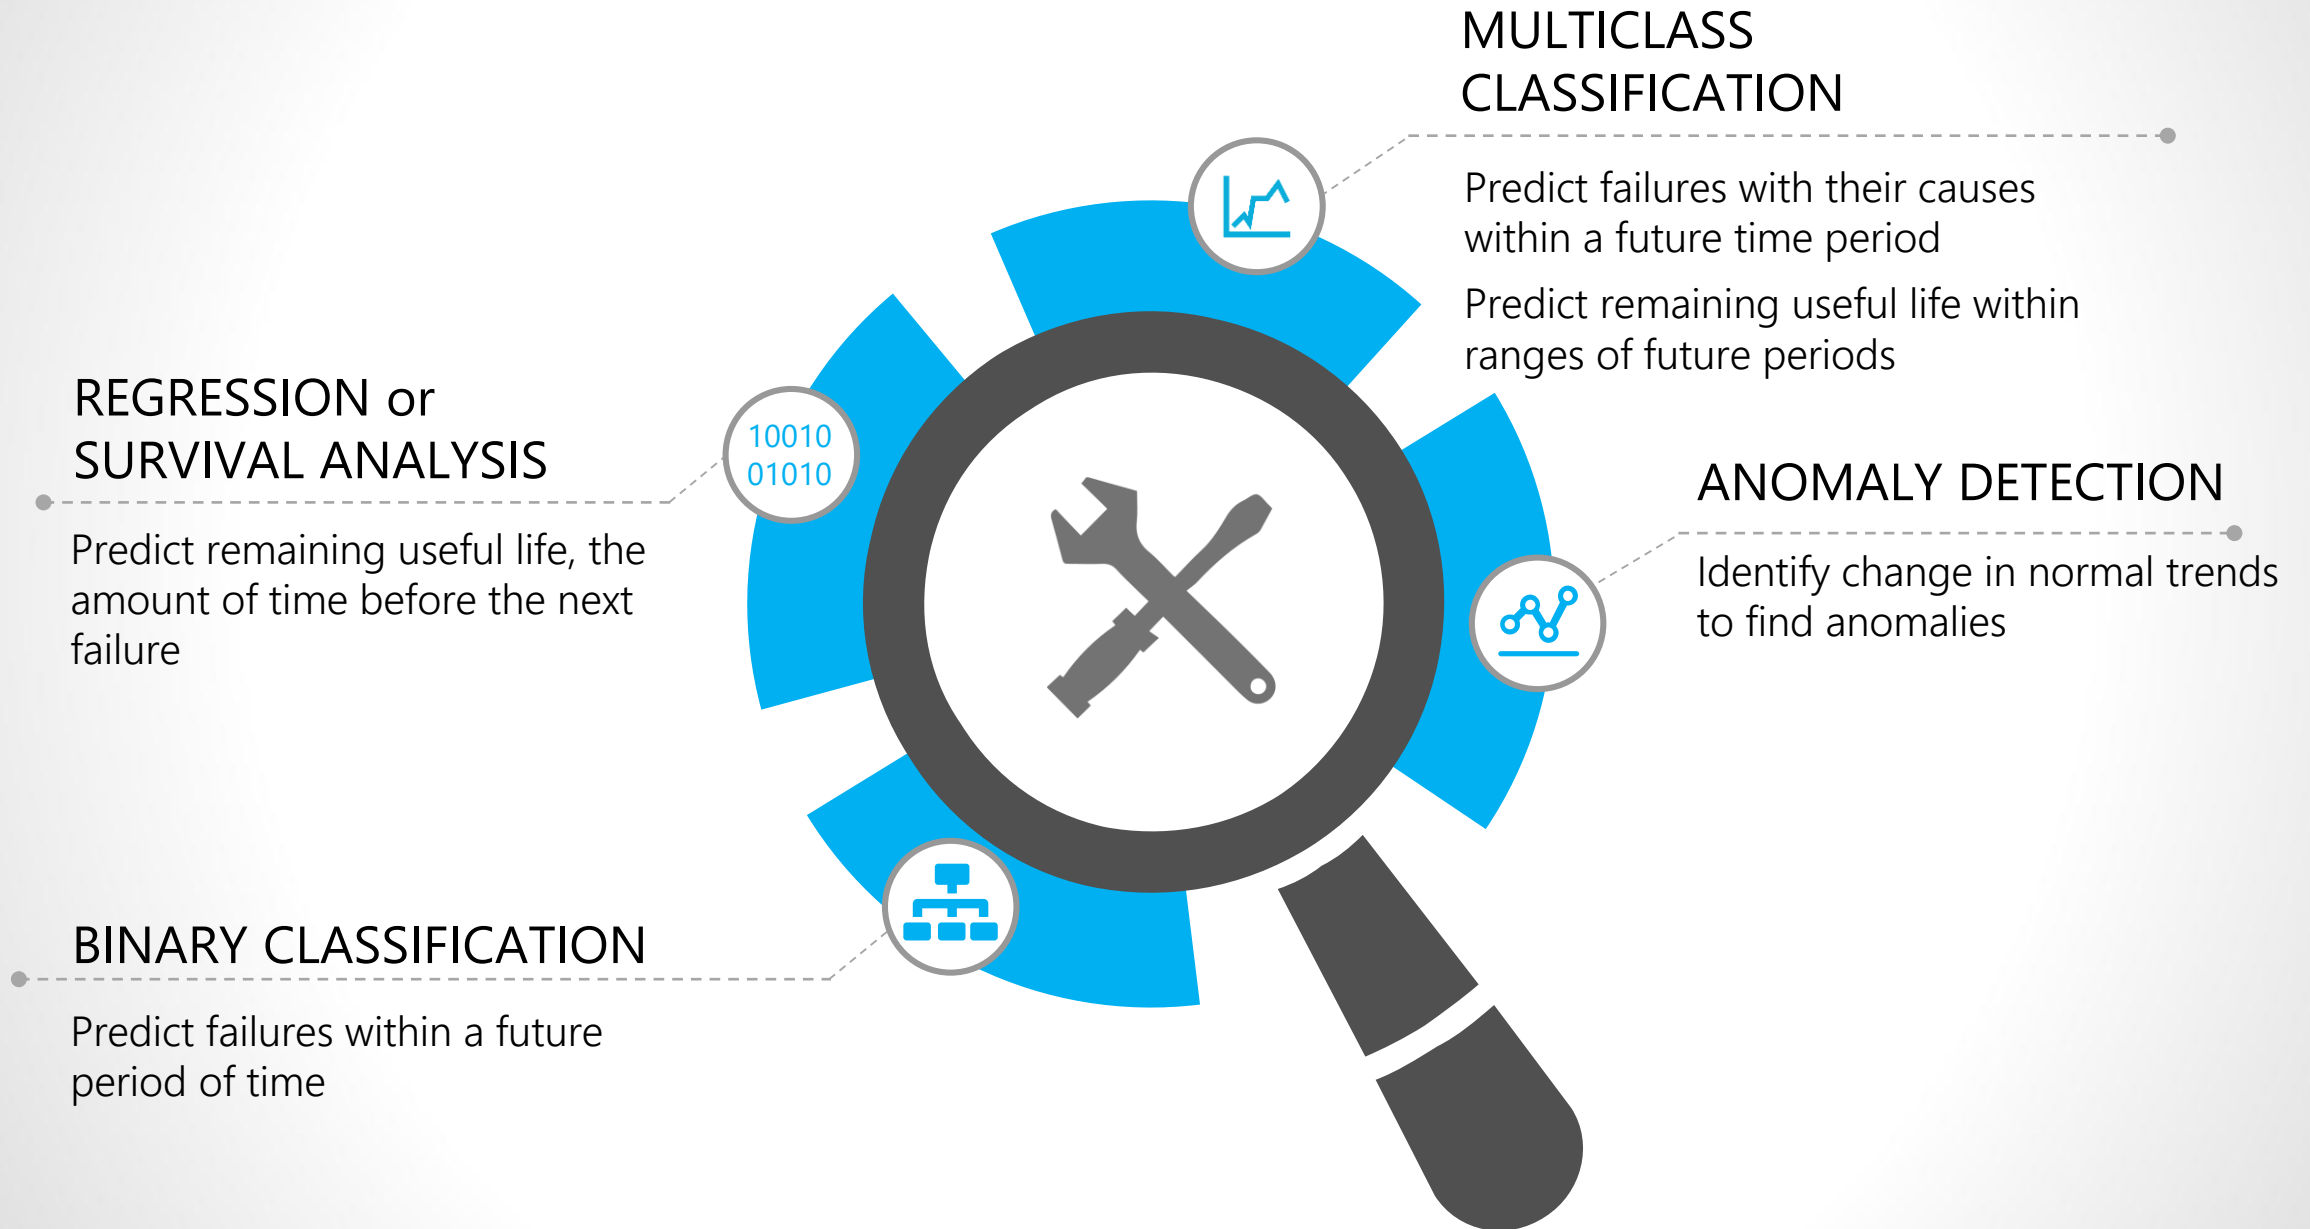 MULTICLASS
CLASSIFICATION
Predict failures with their causes
within a future time period
Predict remaining useful life within
ranges of future periods
REGRESSION or
SURVIVAL ANALYSIS
Predict remaining useful life, the
amount of time before the next
failure
10010
01010
ANOMALY DETECTION
Identify change in normal trends
to find anomalies
BINARY CLASSIFICATION
Predict failures within a future
period of time